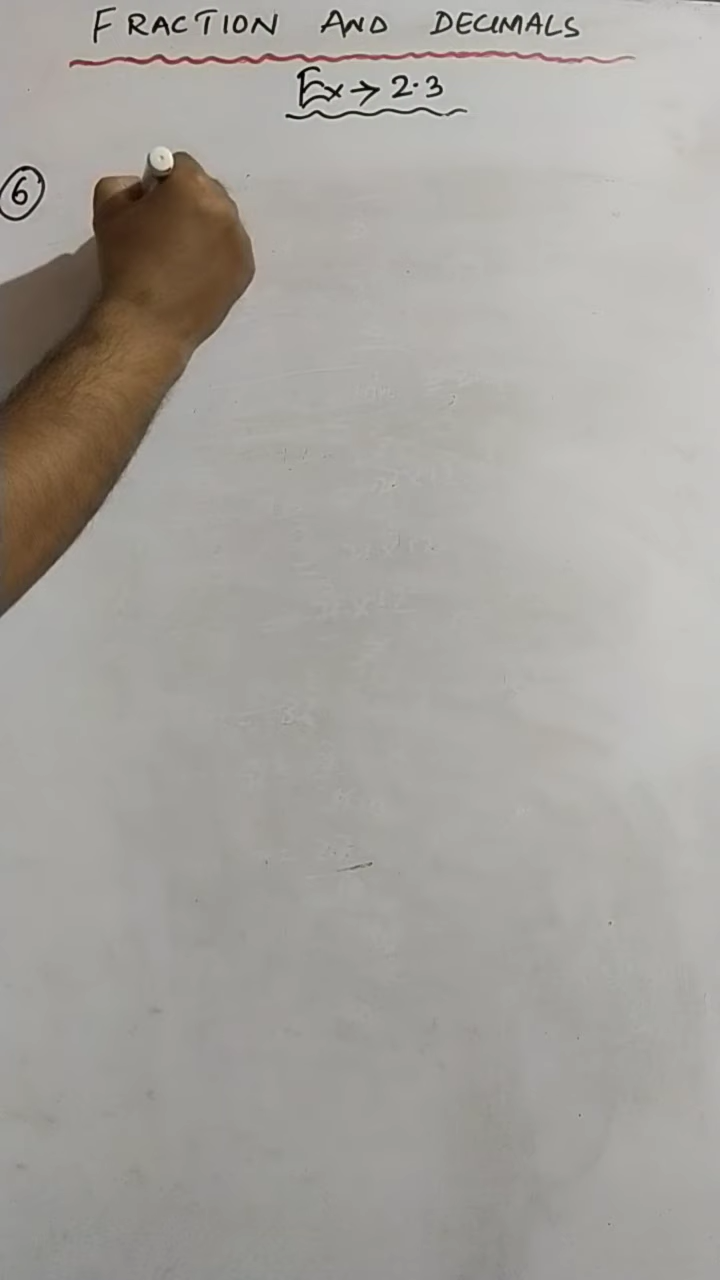 FRACTION AND DECIMALS
Ex → 2.3
6